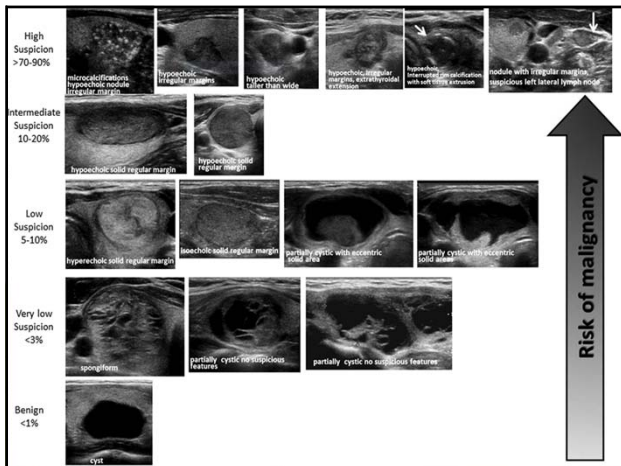 High
Suspicion
>70-90%
microcalcifications
hypoechoic nodule
irregular margin
hypoechoic
irregular margins
hypoechoic
taller than wide
hypoechoic, irregular
margins, extrathyroidal
extension
hypoechoic,
interrupted rim calcification
with soft tissue extrusion
nodule with irregular margins,
suspicious left lateral lymph node
Intermediate
Suspicion
10-20%
hypoechoic solid regular margin
hypoechoic solid
regular margin
Low
Suspicion
5-10%
hyperechoic solid regular margin
isoechoic solid regular margin
partially cystic with eccentric
solid area
partially cystic with eccentric
solid areas
Very low
Suspicion
<3%
spongiform
partially cystic no suspicious
features
partially cystic no suspicious features
Benign
<1%
cyst
Risk of malignancy